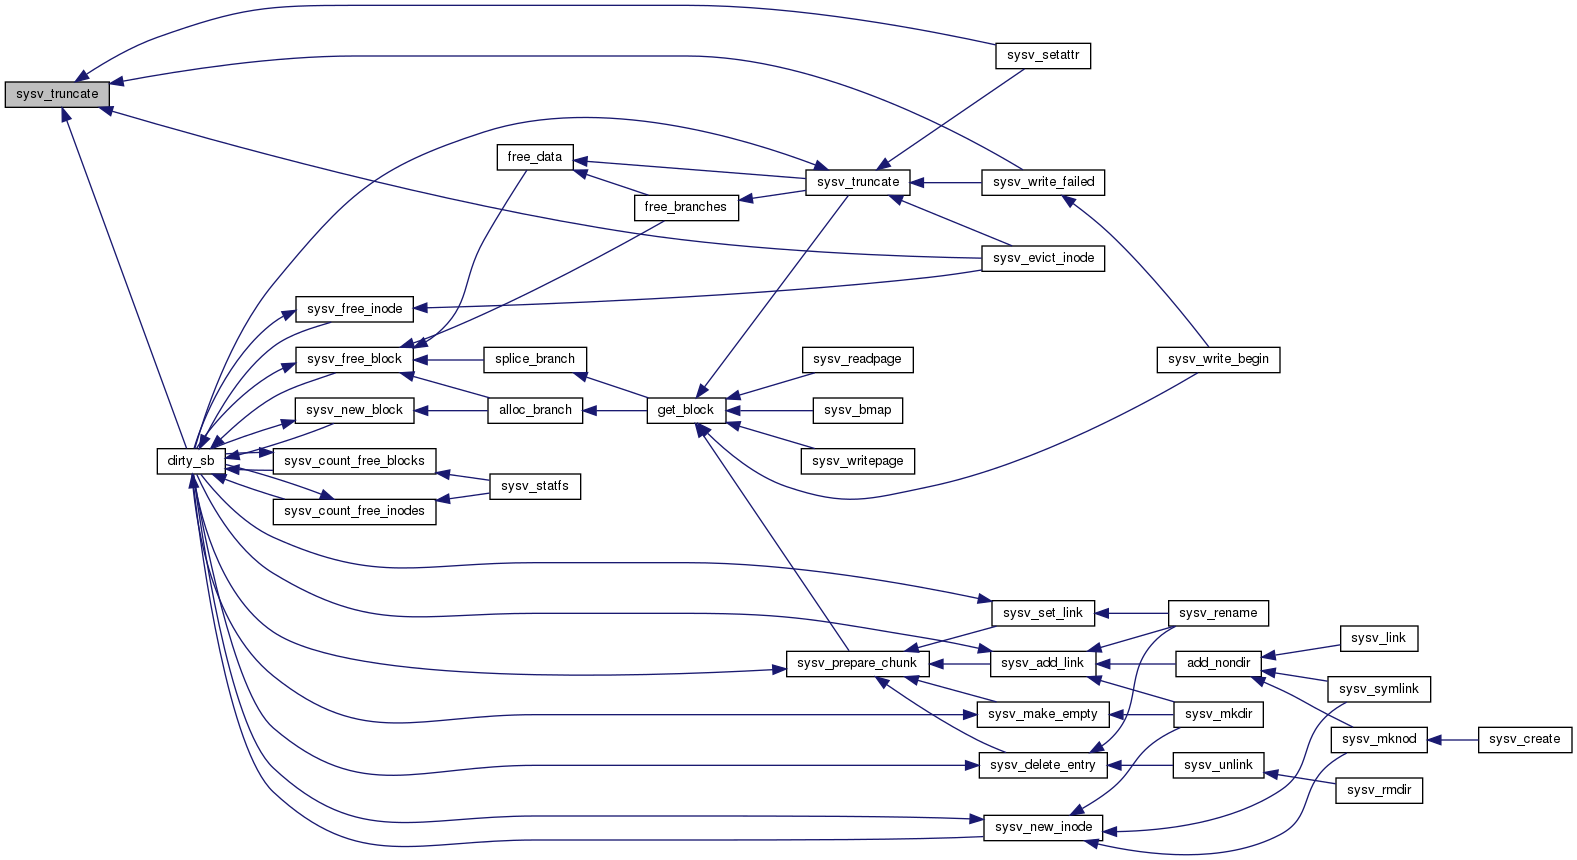 sysv_setattr
sysv_truncate
free_data
sysv_truncate
sysv_write_failed
free_branches
sysv_evict_inode
sysv_free_inode
sysv_free_block
splice_branch
sysv_readpage
sysv_write_begin
sysv_new_block
alloc_branch
get_block
sysv_bmap
dirty_sb
sysv_count_free_blocks
sysv_writepage
sysv_statfs
sysv_count_free_inodes
sysv_set_link
sysv_rename
sysv_link
sysv_prepare_chunk
sysv_add_link
add_nondir
sysv_symlink
sysv_make_empty
sysv_mkdir
sysv_mknod
sysv_create
sysv_delete_entry
sysv_unlink
sysv_rmdir
sysv_new_inode